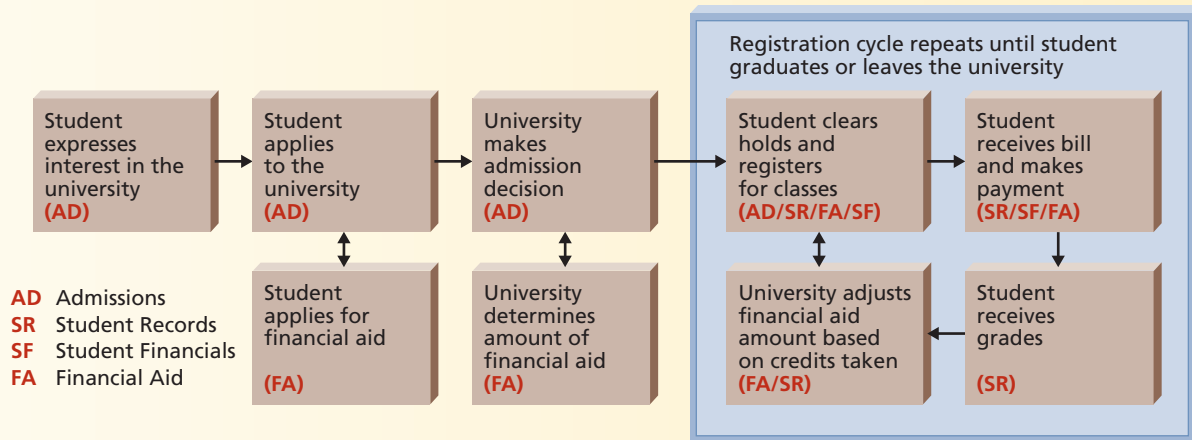 Registration cycle repeats until student
graduates or leaves the university
Student
expresses
interest in the
university
(AD)
Student
applies
to the
university
(AD)
University
makes
admission
decision
(AD)
Student clears
holds and
registers
for classes
(AD/SR/FA/SF)
Student
receives bill
and makes
payment
(SR/SF/FA)
AD Admissions
SR Student Records
SF Student Financials
FA Financial Aid
Student
applies for
financial aid
(FA)
University
determines
amount of
financial aid
(FA)
University adjusts
financial aid
amount based
on credits taken
(FA/SR)
Student
receives
grades
(SR)